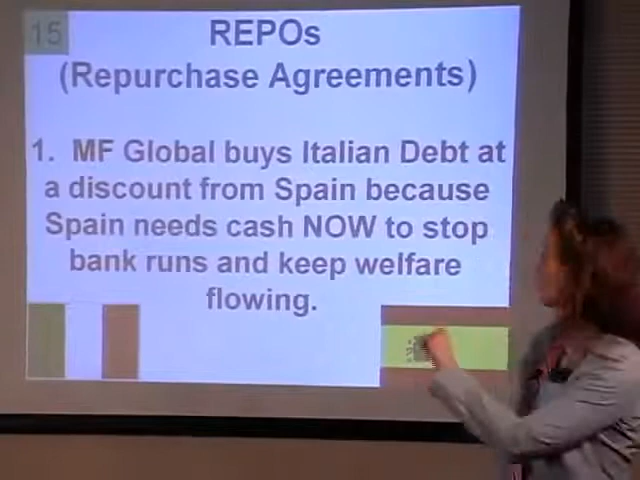 15
REPOs
(Repurchase Agreements)
1. MF Global buys Italian Debt at
a discount from Spain because
Spain needs cash NOW to stop
bank runs and keep welfare
flowing.